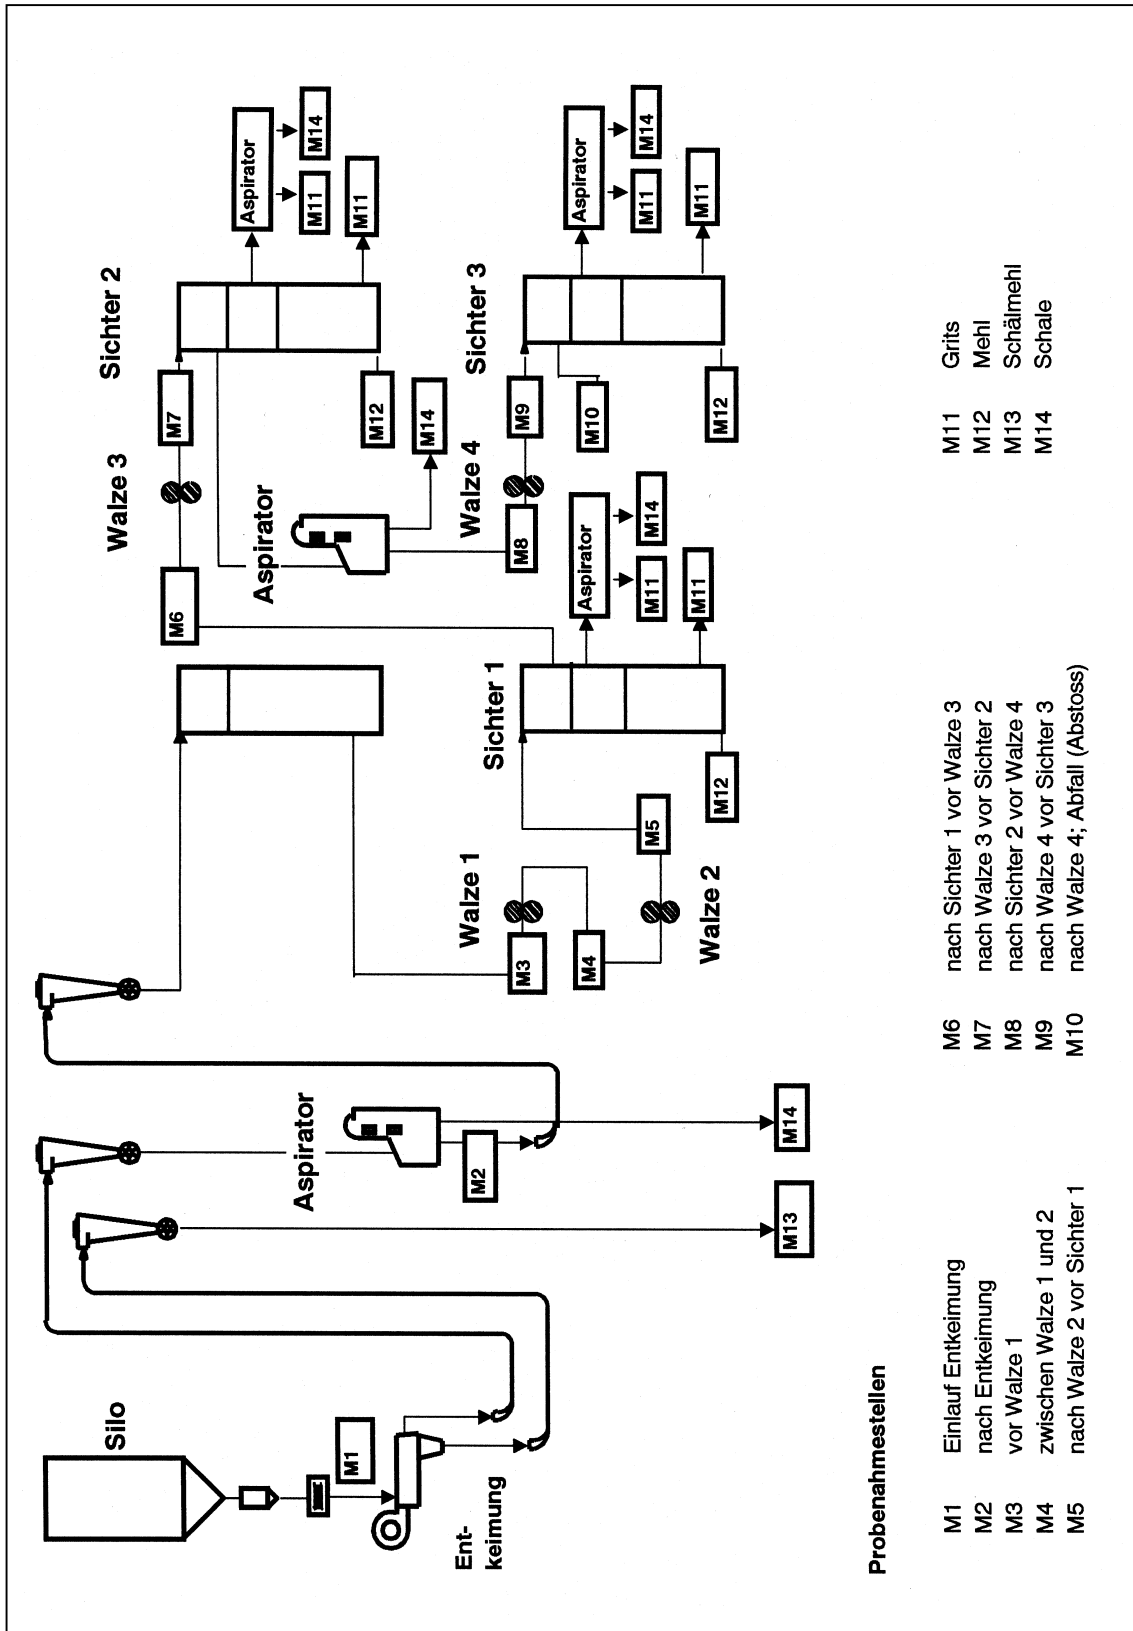 Silo
M1
Ent-
keimung
Aspirator
M2
M13
M14
Walze 1
M3
M4
M5
Walze 2
Sichter 1
M12
Aspirator
M11
M14
M11
M6
Walze 3
M7
Sichter 2
M12
Aspirator
M11
M14
M11
Aspirator
M14
M8
Walze 4
M9
M10
Sichter 3
M12
Aspirator
M11
M14
M11
Probenahmestellen
M1 Einlauf Entkeimung
M2 nach Entkeimung
M3 vor Walze 1
M4 zwischen Walze 1 und 2
M5 nach Walze 2 vor Sichter 1
M6 nach Sichter 1 vor Walze 3
M7 nach Walze 3 vor Sichter 2
M8 nach Sichter 2 vor Walze 4
M9 nach Walze 4 vor Sichter 3
M10 nach Walze 4; Abfall (Abstoss)
M11 Grits
M12 Mehl
M13 Schälmehl
M14 Schale